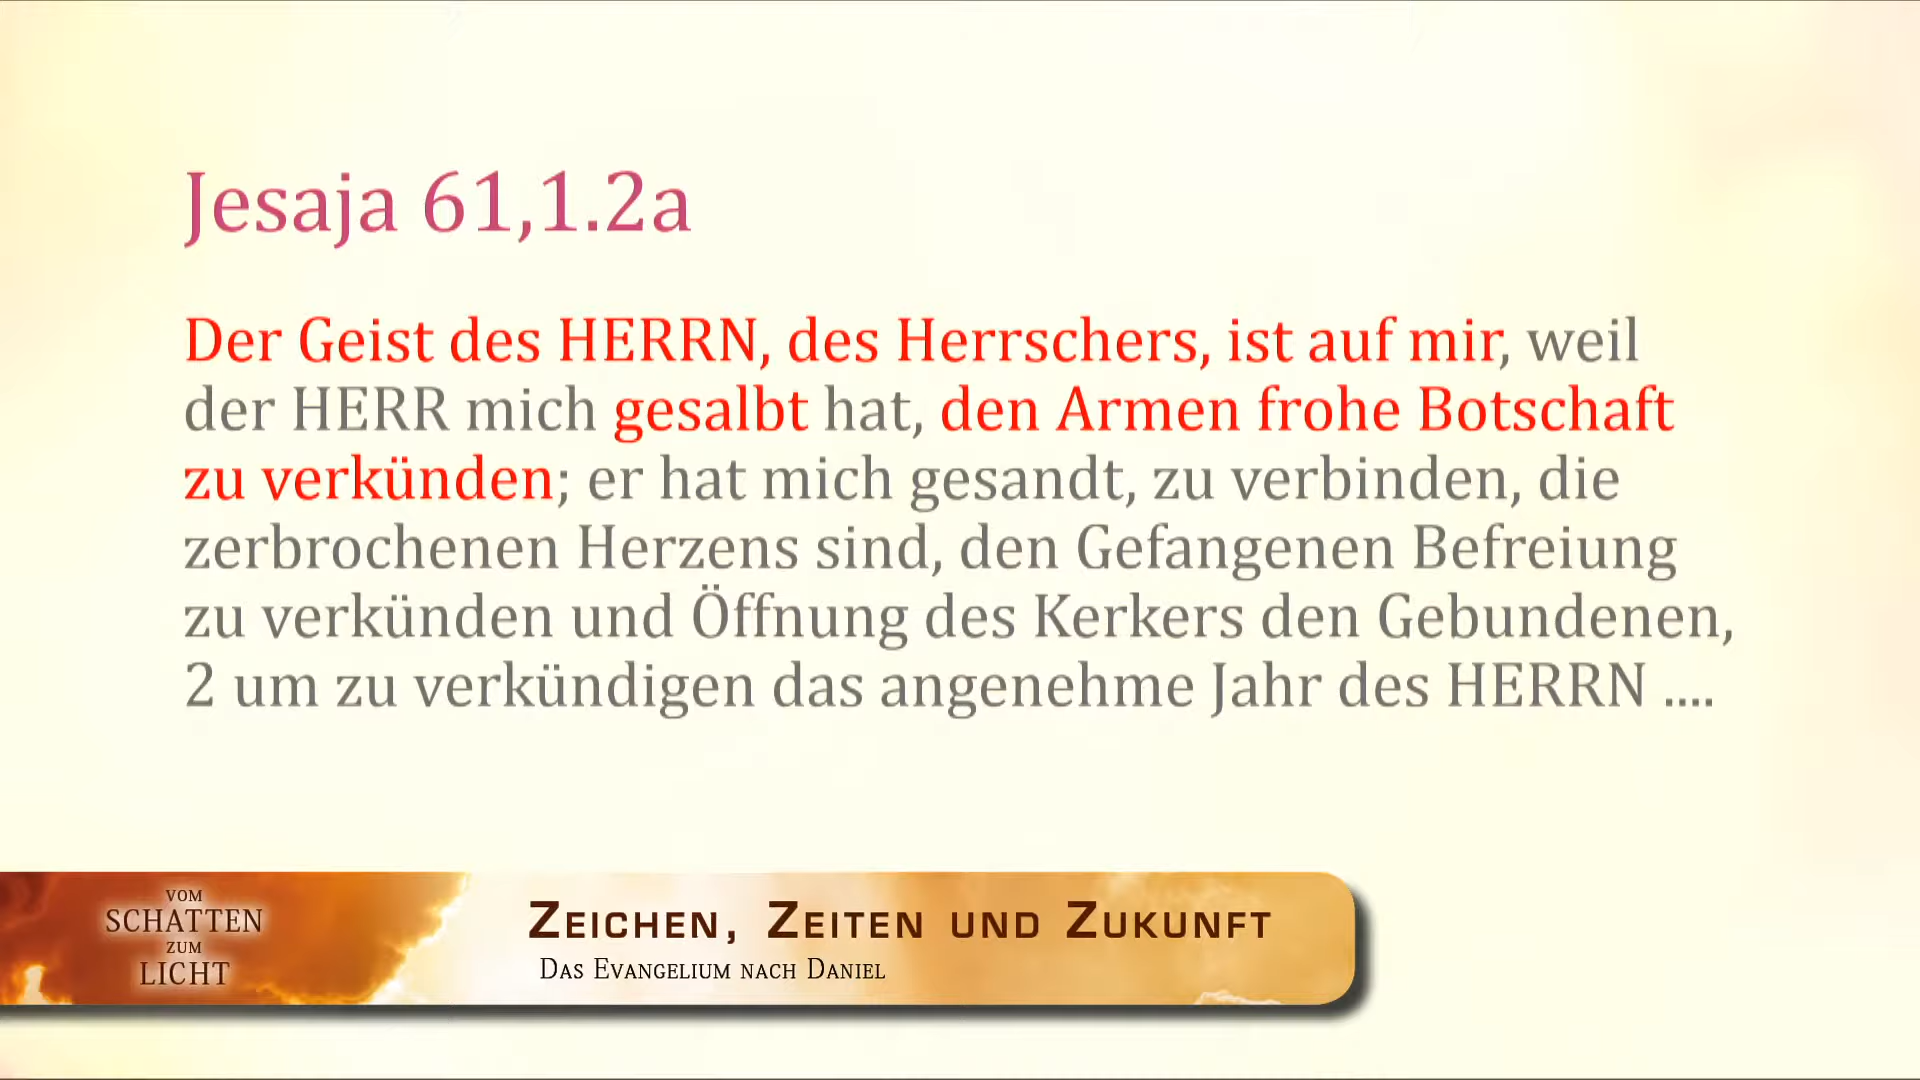 Jesaja 61,1.2a
Der Geist des HERRN, des Herrschers, ist auf mir, weil
der HERR mich gesalbt hat, den Armen frohe Botschaft
zu verkünden; er hat mich gesandt, zu verbinden, die
zerbrochenen Herzens sind, den Gefangenen Befreiung
zu verkünden und Öffnung des Kerkers den Gebundenen,
2 um zu verkündigen das angenehme Jahr des HERRN ....
VOM
SCHATTEN
ZUM
LICHT
ZEICHEN, ZEITEN UND ZUKUNFT
DAS EVANGELIUM NACH DANIEL